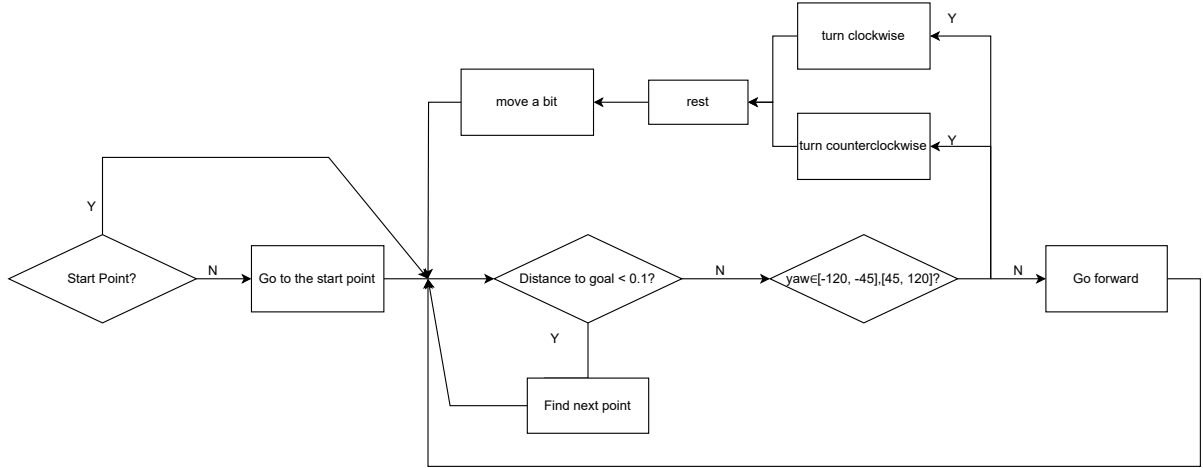 Y
turn clockwise
move a bit
rest
turn counterclockwise
Y
Y
Start Point?
N
Go to the start point
Distance to goal < 0.1?
N
yaw∈[-120, -45],[45, 120]?
N
Go forward
Y
Find next point